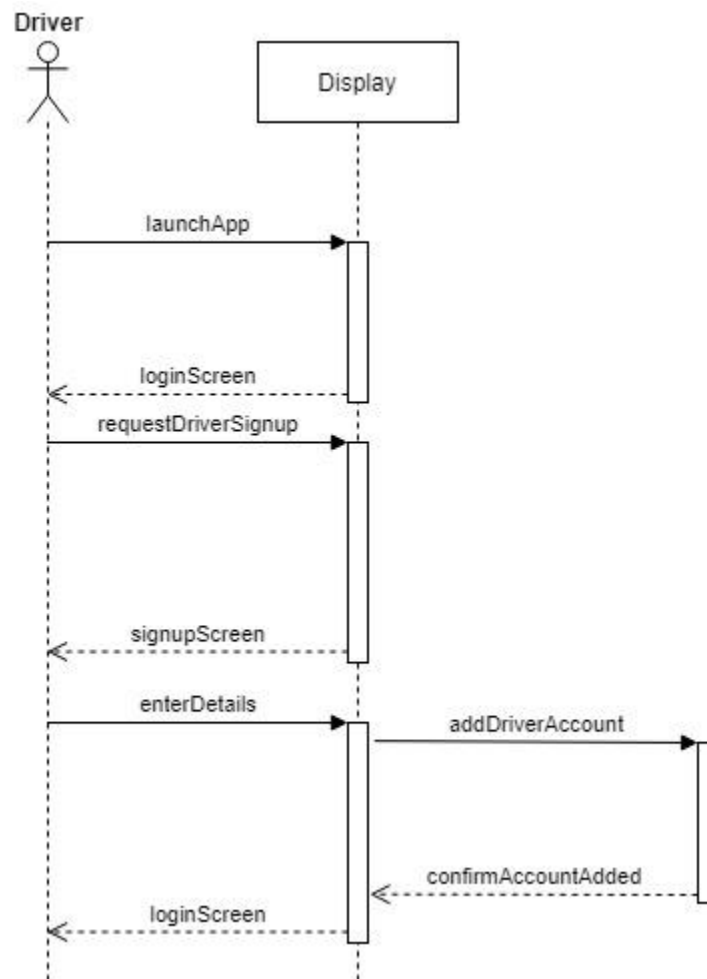 Driver
Display
launchApp
loginScreen
requestDriverSignup
signupScreen
enterDetails
addDriverAccount
confirmAccountAdded
loginScreen